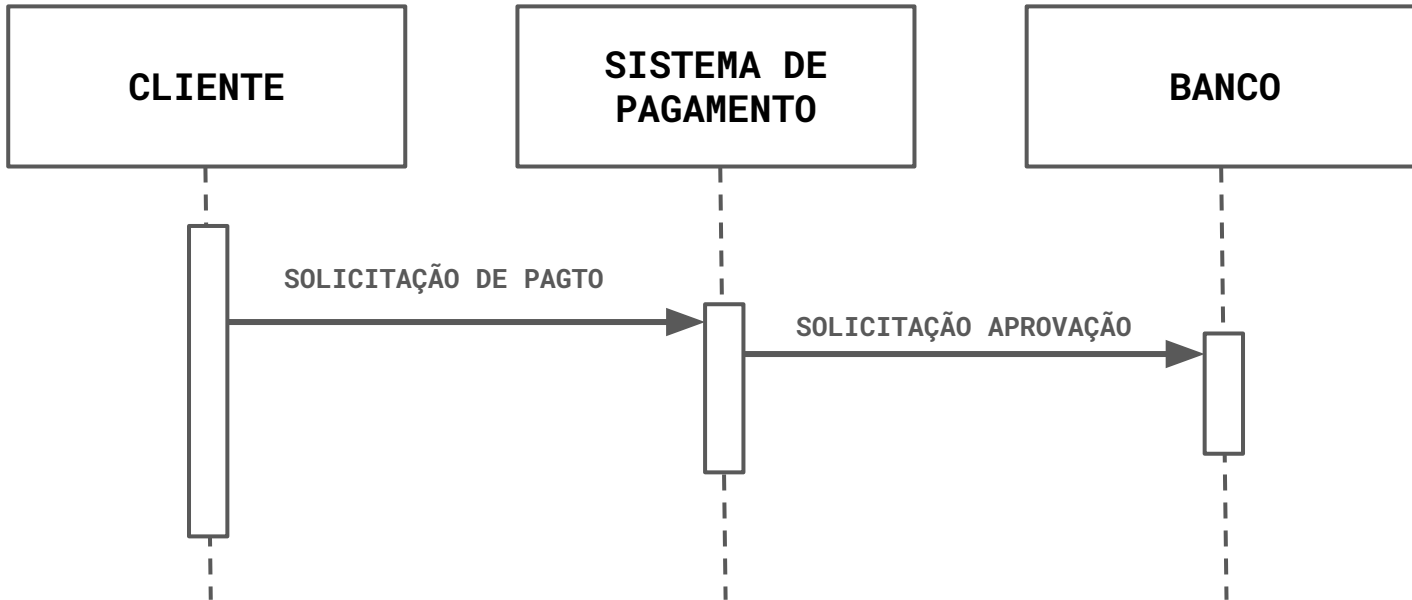 CLIENTE
SISTEMA DE
PAGAMENTO
BANCO
SOLICITAÇÃO DE PAGTO
SOLICITAÇÃO APROVAÇÃO